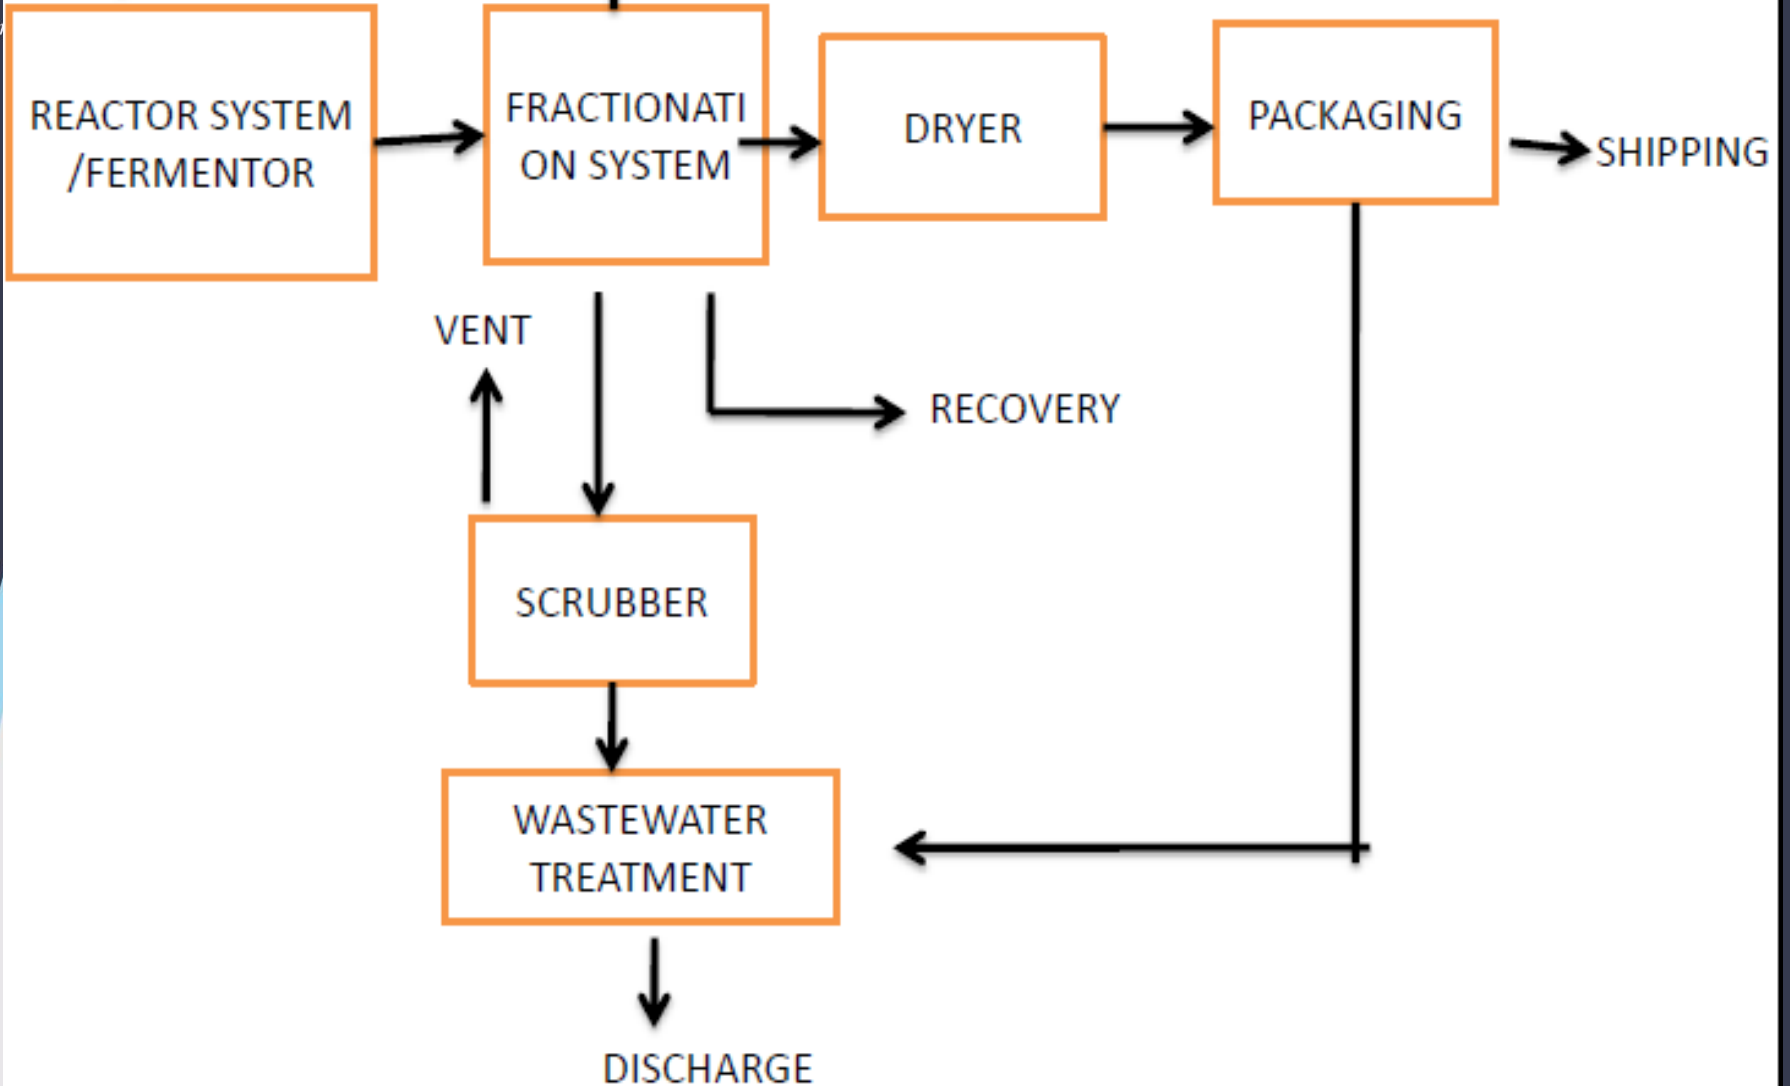 REACTOR SYSTEM
/FERMENTOR
FRACTIONATI
ON SYSTEM
DRYER
PACKAGING
SHIPPING
VENT
RECOVERY
SCRUBBER
WASTEWATER
TREATMENT
DISCHARGE